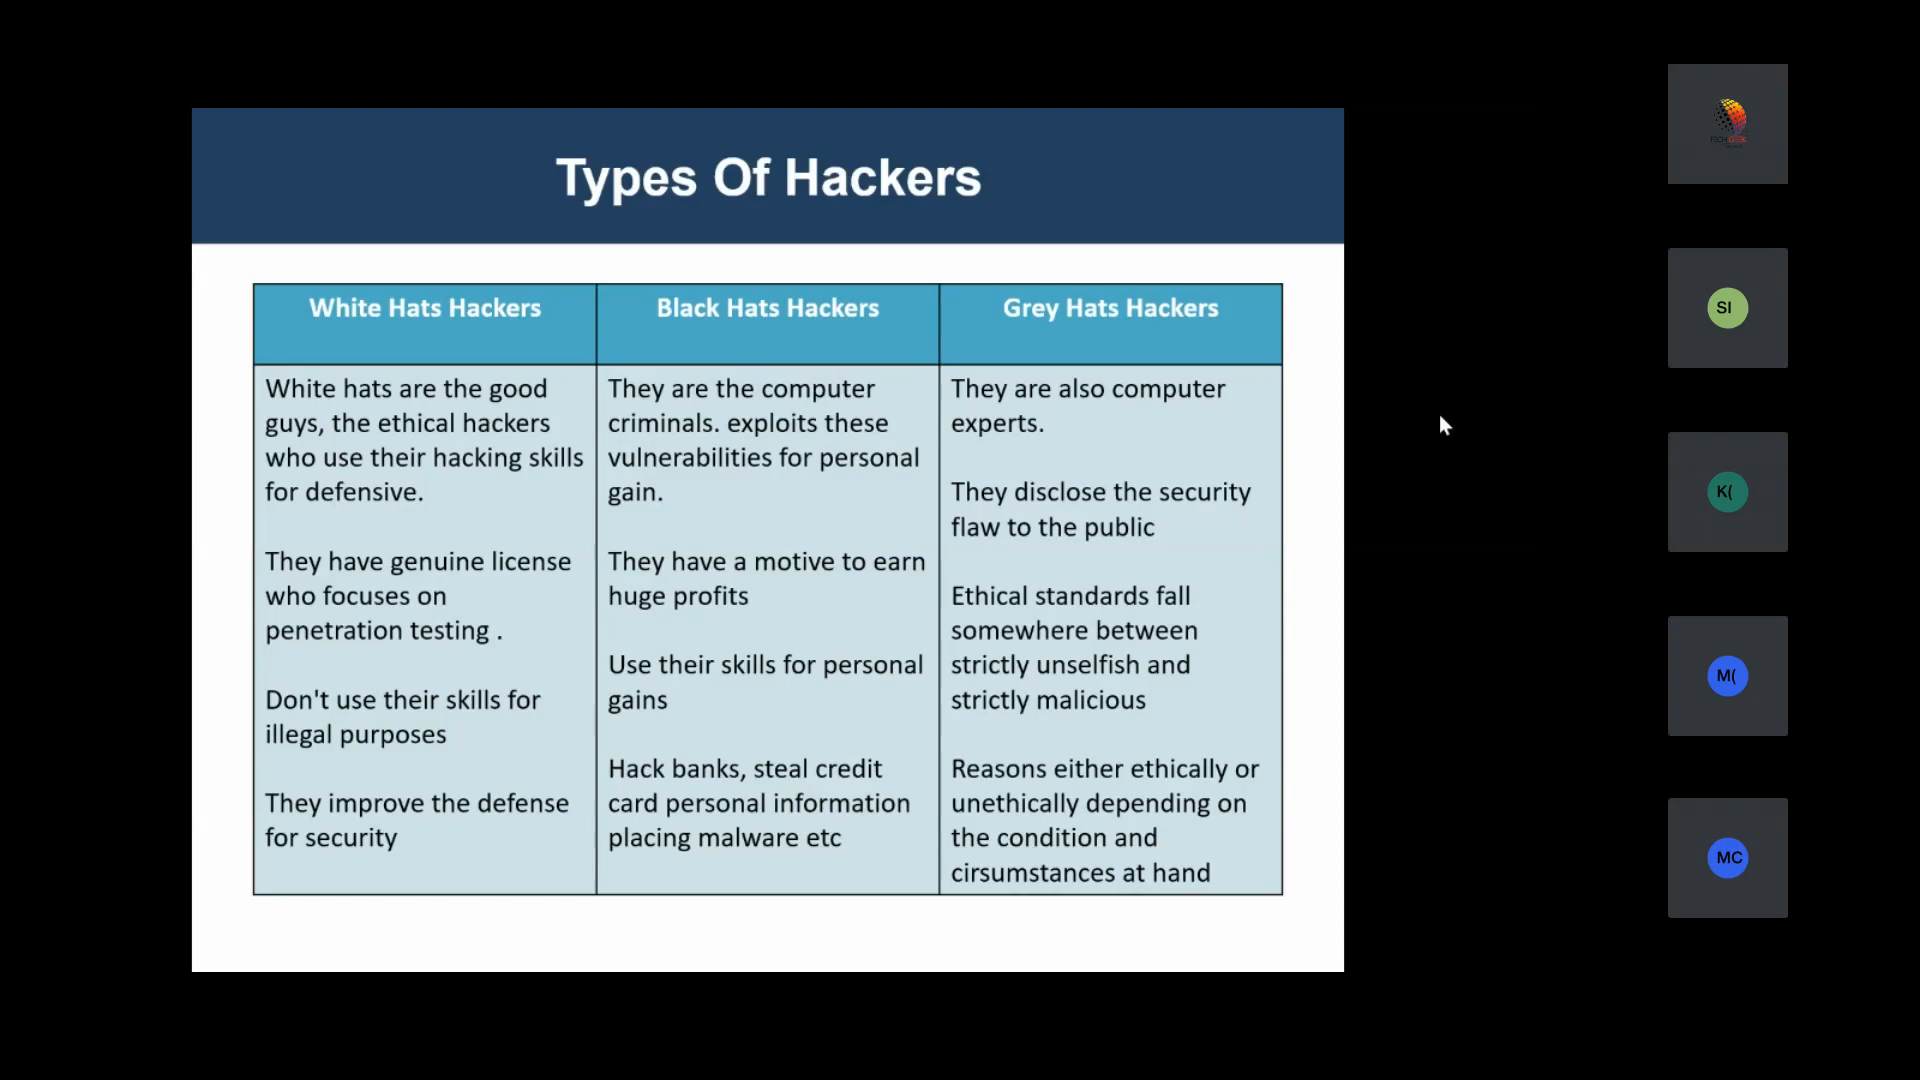 Types Of Hackers
White Hats Hackers
White hats are the good
guys, the ethical hackers
who use their hacking skills
for defensive.
They have genuine license
who focuses on
penetration testing .
Don't use their skills for
illegal purposes
They improve the defense
for security
Black Hats Hackers
They are the computer
criminals. exploits these
vulnerabilities for personal
gain.
They have a motive to earn
huge profits
Use their skills for personal
gains
Hack banks, steal credit
card personal information
placing malware etc
Grey Hats Hackers
They are also computer
experts.
They disclose the security
flaw to the public
Ethical standards fall
somewhere between
strictly unselfish and
strictly malicious
Reasons either ethically or
unethically depending on
the condition and
cirsumstances at hand
SI
K(
M(
MC